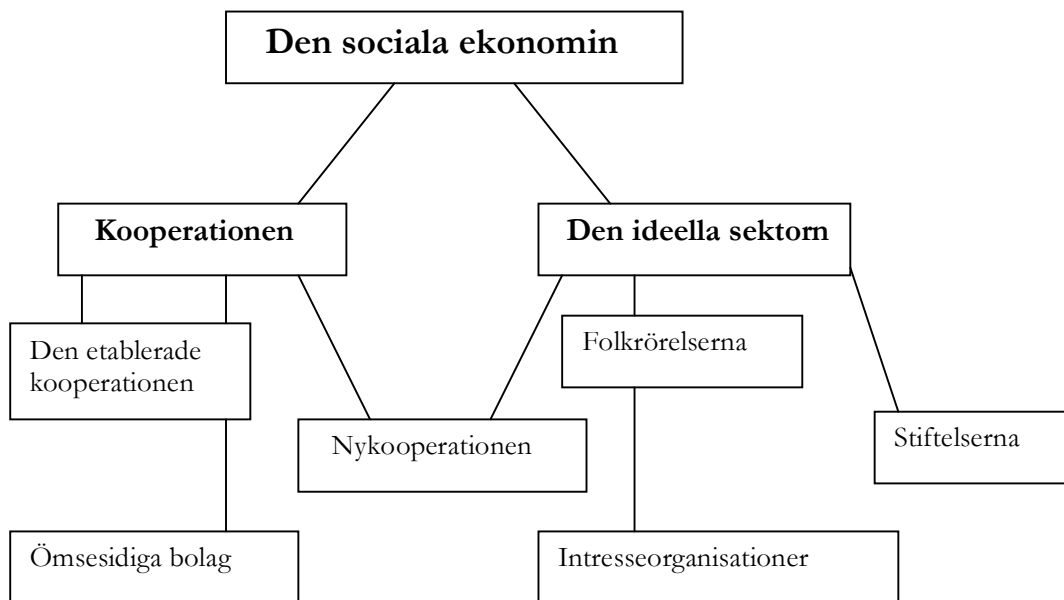 Den sociala ekonomin
Kooperationen
Den ideella sektorn
Den etablerade
kooperationen
Folkrörelserna
Nykooperationen
Stiftelserna
Ömsesidiga bolag
Intresseorganisationer